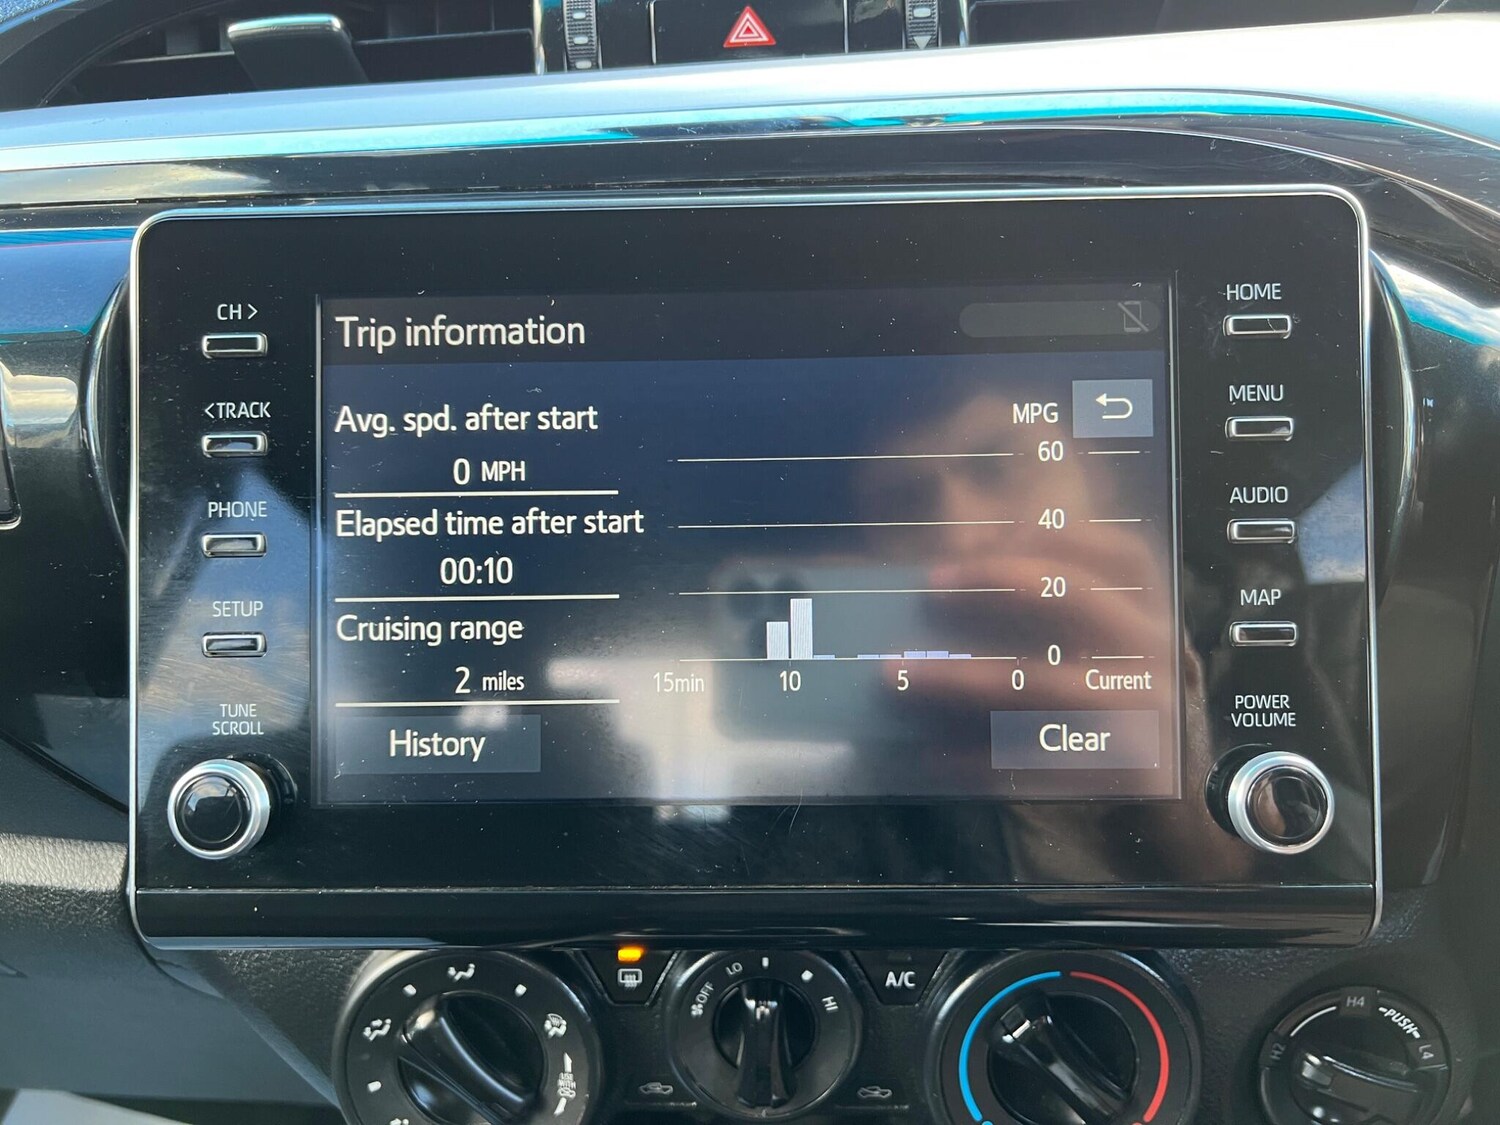 CH>
<TRACK
PHONE
SETUP
TUNE
SCROLL
Trip information
Avg. spd. after start
0 MPH
Elapsed time after start
00:10
Cruising range
2 miles
History
MPG
60
40
20
0
15min 10 5 0 Current
Clear
HOME
MENU
AUDIO
MAP
POWER
VOLUME
OFF LO HI
A/C
USE
WITH
H2 H4 -PUSH- L4